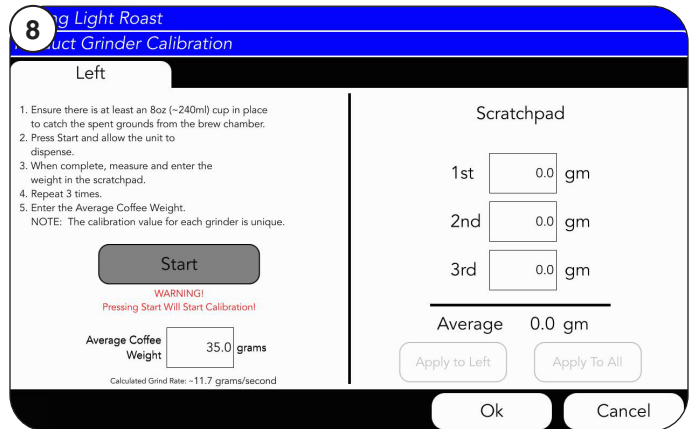 8
Light Roast
Grinder Calibration
Left
1. Ensure there is at least an 8oz (~240ml) cup in place
to catch the spent grounds from the brew chamber.
2. Press Start and allow the unit to
dispense.
3. When complete, measure and enter the
weight in the scratchpad.
4. Repeat 3 times.
5. Enter the Average Coffee Weight.
NOTE: The calibration value for each grinder is unique.
Start
WARNING!
Pressing Start Will Start Calibration!
Average Coffee
Weight
35.0 grams
Calculated Grind Rate: ~11.7 grams/second
Scratchpad
1st 0.0 gm
2nd 0.0 gm
3rd 0.0 gm
Average 0.0 gm
Apply to Left
Apply To All
Ok
Cancel